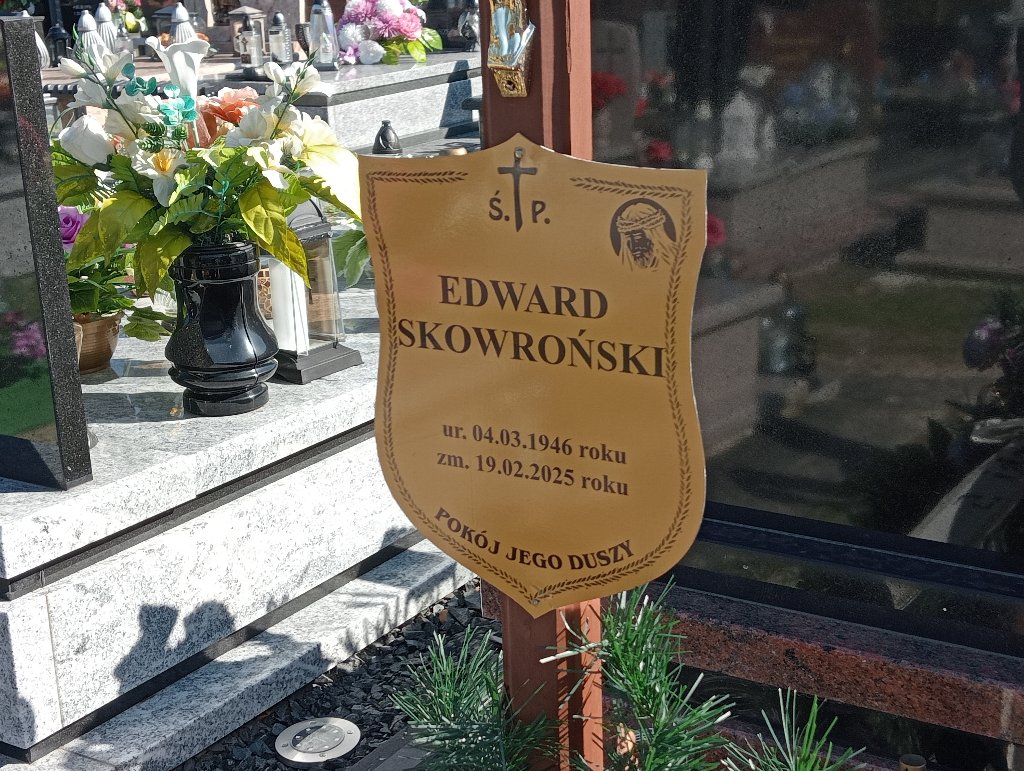 Ś. P.
EDWARD
SKOWROŃSKI
ur. 04.03.1946 roku
zm. 19.02.2025 roku
POKÓJ JEGO DUSZY